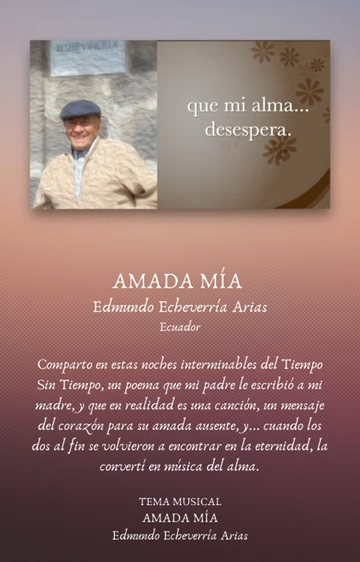 ECHEVERRIA
que mi alma...
desespera.
AMADA MÍA
Edmundo Echeverría Arias
Ecuador
Comparto en estas noches interminables del Tiempo
Sin Tiempo, un poema que mi padre le escribió a mi
madre, y que en realidad es una canción, un mensaje
del corazón para su amada ausente, y... cuando los
dos al fin se volvieron a encontrar en la eternidad, la
convertí en música del alma.
TEMA MUSICAL
AMADA MÍA
Edmundo Echeverría Arias